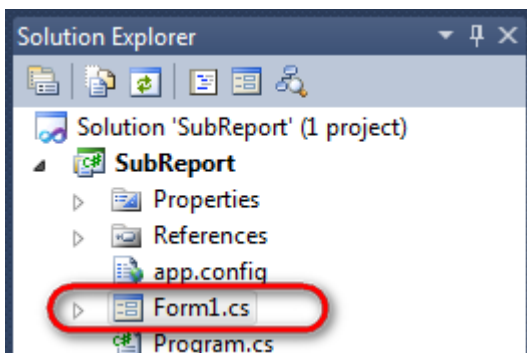 Solution Explorer
Solution 'SubReport' (1 project)
SubReport
Properties
References
app.config
Form1.cs
Program.cs